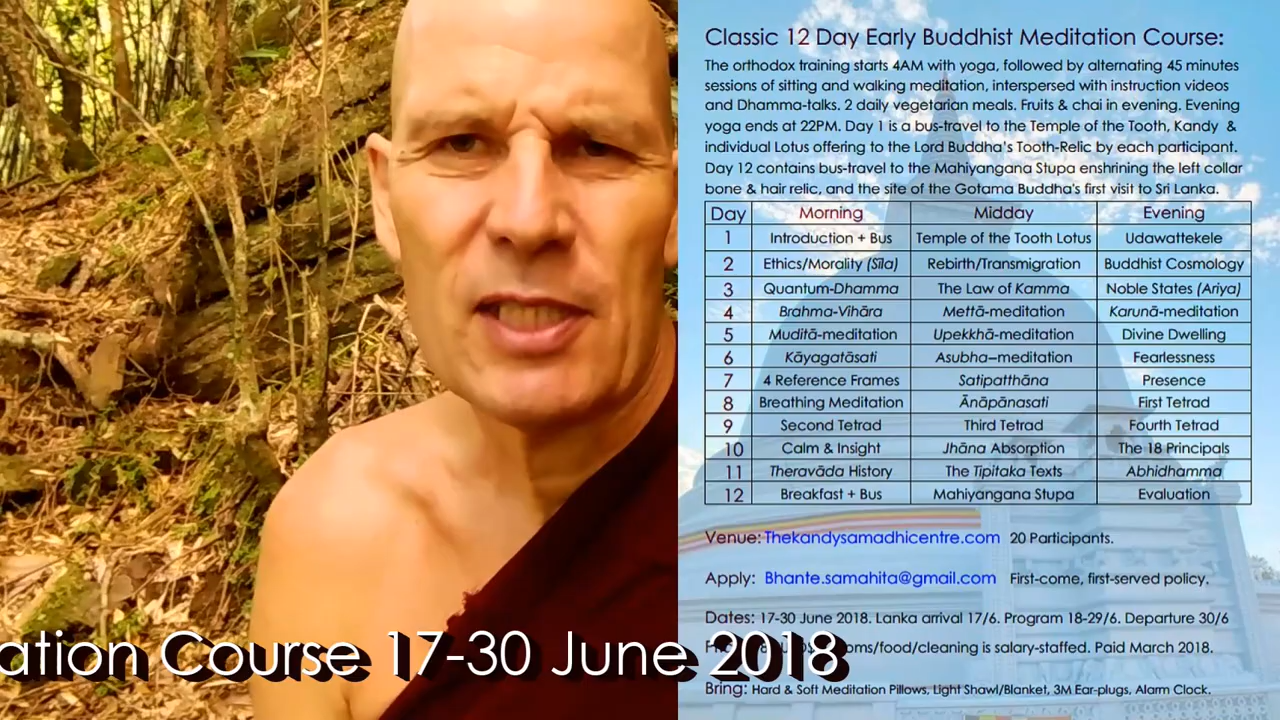 Classic 12 Day Early Buddhist Meditation Course:
The orthodox training starts 4AM with yoga, followed by alternating 45 minutes
sessions of sitting and walking meditation, interspersed with instruction videos
and Dhamma-talks. 2 daily vegetarian meals. Fruits & chai in evening. Evening
yoga ends at 22PM. Day 1 is a bus-travel to the Temple of the Tooth, Kandy &
individual Lotus offering to the Lord Buddha's Tooth-Relic by each participant.
Day 12 contains bus-travel to the Mahiyangana Stupa enshrining the left collar
bone & hair relic, and the site of the Gotama Buddha's first visit to Sri Lanka.
Day Morning Midday Evening
1 Introduction + Bus Temple of the Tooth Lotus Udawattekele
2 Ethics/Morality (Sīla) Rebirth/Transmigration Buddhist Cosmology
3 Quantum-Dhamma The Law of Kamma Noble States (Ariya)
4 Brahma-Vihāra Mettā-meditation Karunā-meditation
5 Muditā-meditation Upekkhā-meditation Divine Dwelling
6 Kāyagatāsati Asubha–meditation Fearlessness
7 4 Reference Frames Satipatthāna Presence
8 Breathing Meditation Ānāpānasati First Tetrad
9 Second Tetrad Third Tetrad Fourth Tetrad
10 Calm & Insight Jhāna Absorption The 18 Principals
11 Theravāda History The Tipitaka Texts Abhidhamma
12 Breakfast + Bus Mahiyangana Stupa Evaluation
Venue: Thekandysamadhicentre.com 20 Participants.
Apply: Bhante.samahita@gmail.com First-come, first-served policy.
Dates: 17-30 June 2018. Lanka arrival 17/6. Program 18-29/6. Departure 30/6
ation Course 17-30 June 2018
is salary-staffed. Paid March 2018.
Bring: Hard & Soft Meditation Pillows, Light Shawl/Blanket, 3M Ear-plugs, Alarm Clock.